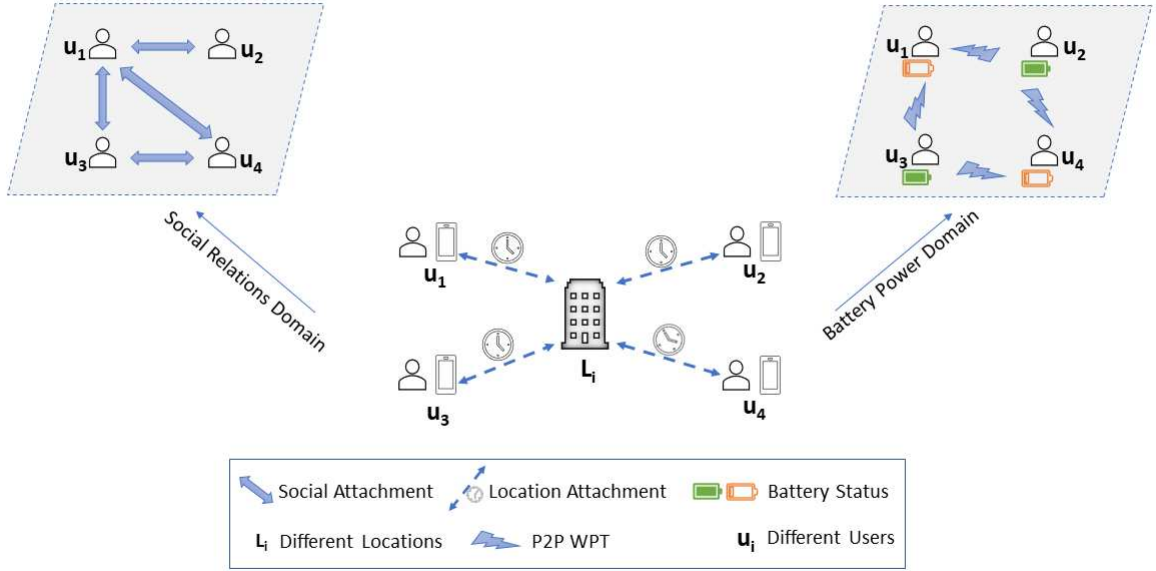 u1
u2
u3
u4
Social Relations Domain
u1
u2
u3
u4
Battery Power Domain
u1
u2
u3
u4
Li
Social Attachment
Location Attachment
Battery Status
Li Different Locations
P2P WPT
ui Different Users